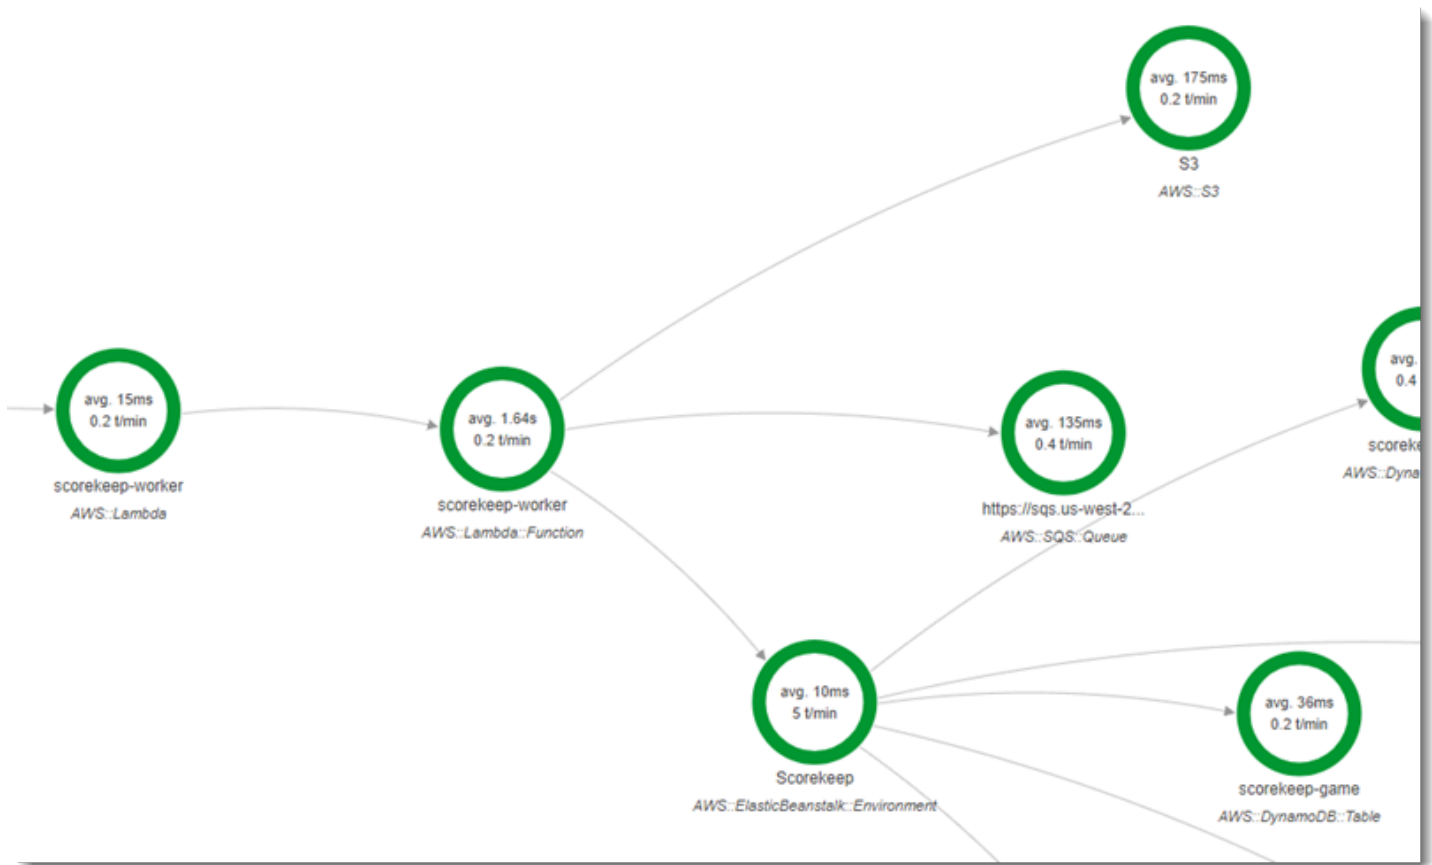 avg. 175ms
0.2 t/min
S3
AWS::S3
avg. 15ms
0.2 t/min
scorekeep-worker
AWS::Lambda
avg. 1.64s
0.2 t/min
scorekeep-worker
AWS::Lambda::Function
avg. 135ms
0.4 t/min
https://sqs.us-west-2...
AWS::SQS::Queue
avg.
0.4
avg. 10ms
5 t/min
Scorekeep
AWS::ElasticBeanstalk::Environment
avg. 36ms
0.2 t/min
scorekeep-game
AWS::DynamoDB::Table